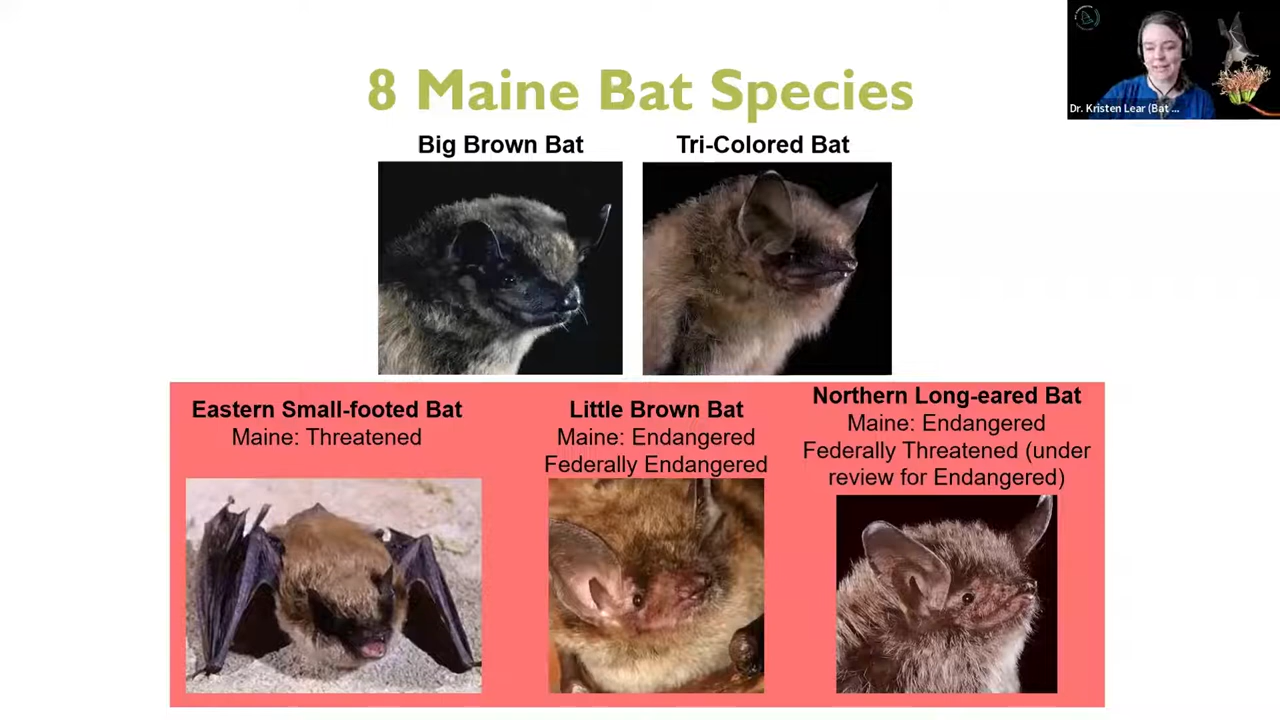 8 Maine Bat Species
Dr. Kristen Lear (Bat ...
Big Brown Bat
Tri-Colored Bat
Eastern Small-footed Bat
Maine: Threatened
Little Brown Bat
Maine: Endangered
Federally Endangered
Northern Long-eared Bat
Maine: Endangered
Federally Threatened (under
review for Endangered)